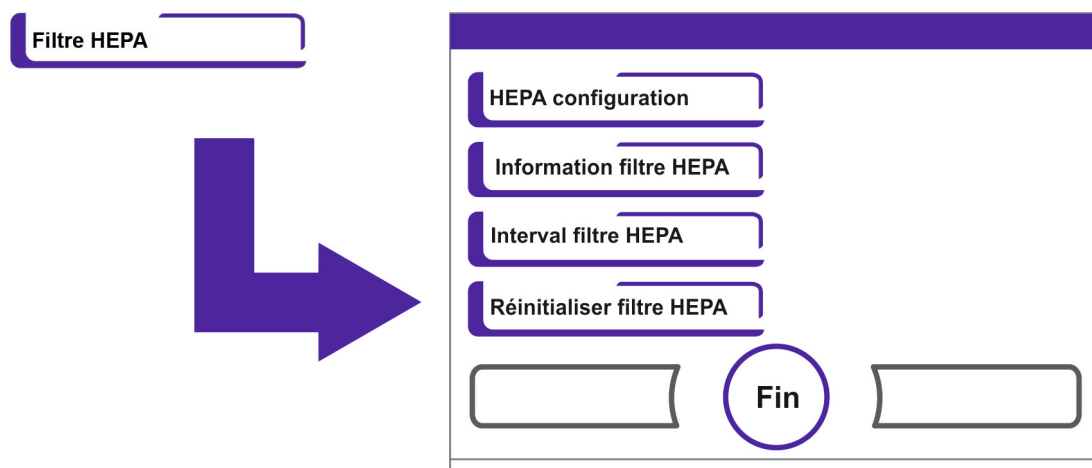 Filtre HEPA
HEPA configuration
Information filtre HEPA
Interval filtre HEPA
Réinitialiser filtre HEPA
Fin